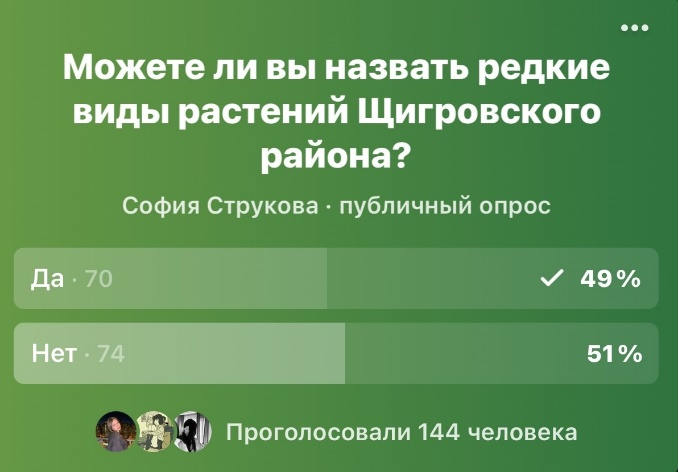 Можете ли вы назвать редкие
виды растений Щигровского
района?
София Струкова · публичный опрос
Да · 70 49%
Нет · 74 51%
Проголосовали 144 человека